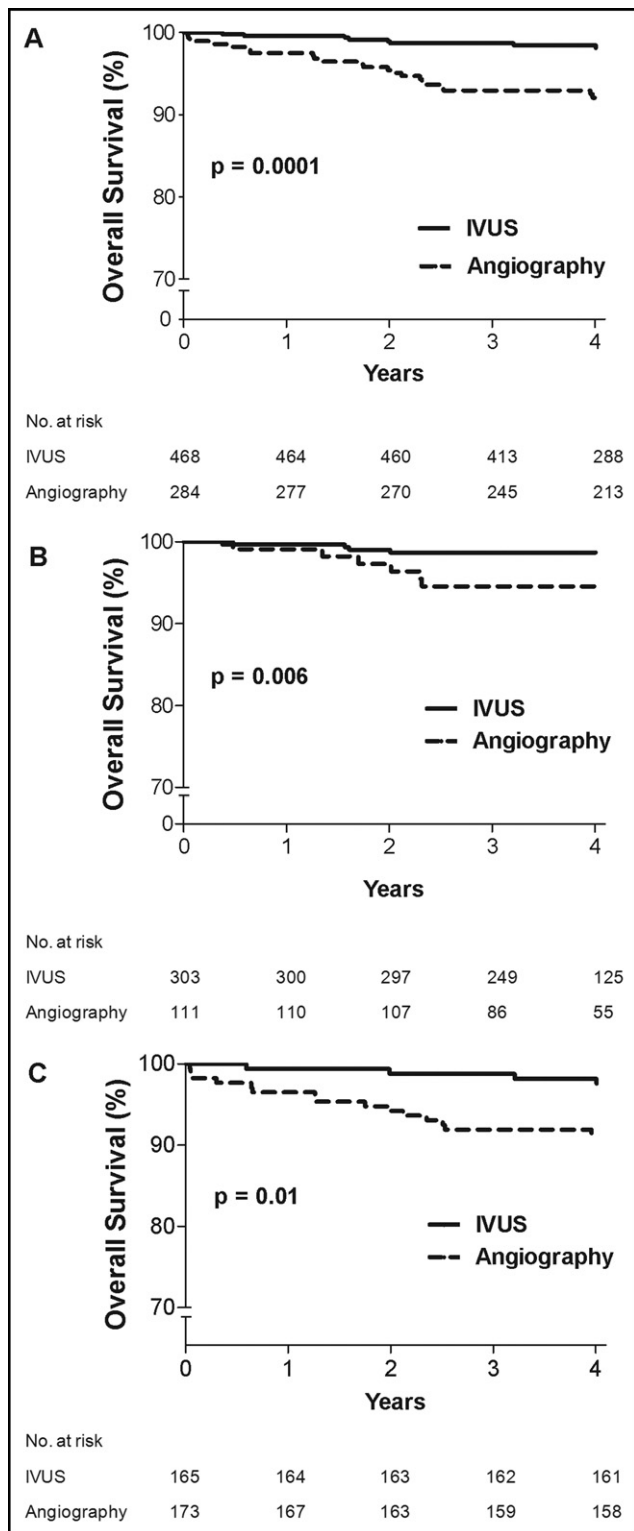 A
Overall Survival (%)
100
90
80
70
0
p = 0.0001
IVUS
Angiography
0 1 2 3 4
Years
No. at risk
IVUS 468 464 460 413 288
Angiography 284 277 270 245 213
B
Overall Survival (%)
100
90
80
70
0
p = 0.006
IVUS
Angiography
0 1 2 3 4
Years
No. at risk
IVUS 303 300 297 249 125
Angiography 111 110 107 86 55
C
Overall Survival (%)
100
90
80
70
p = 0.01
IVUS
Angiography
0 1 2 3 4
Years
No. at risk
IVUS 165 164 163 162 161
Angiography 173 167 163 159 158